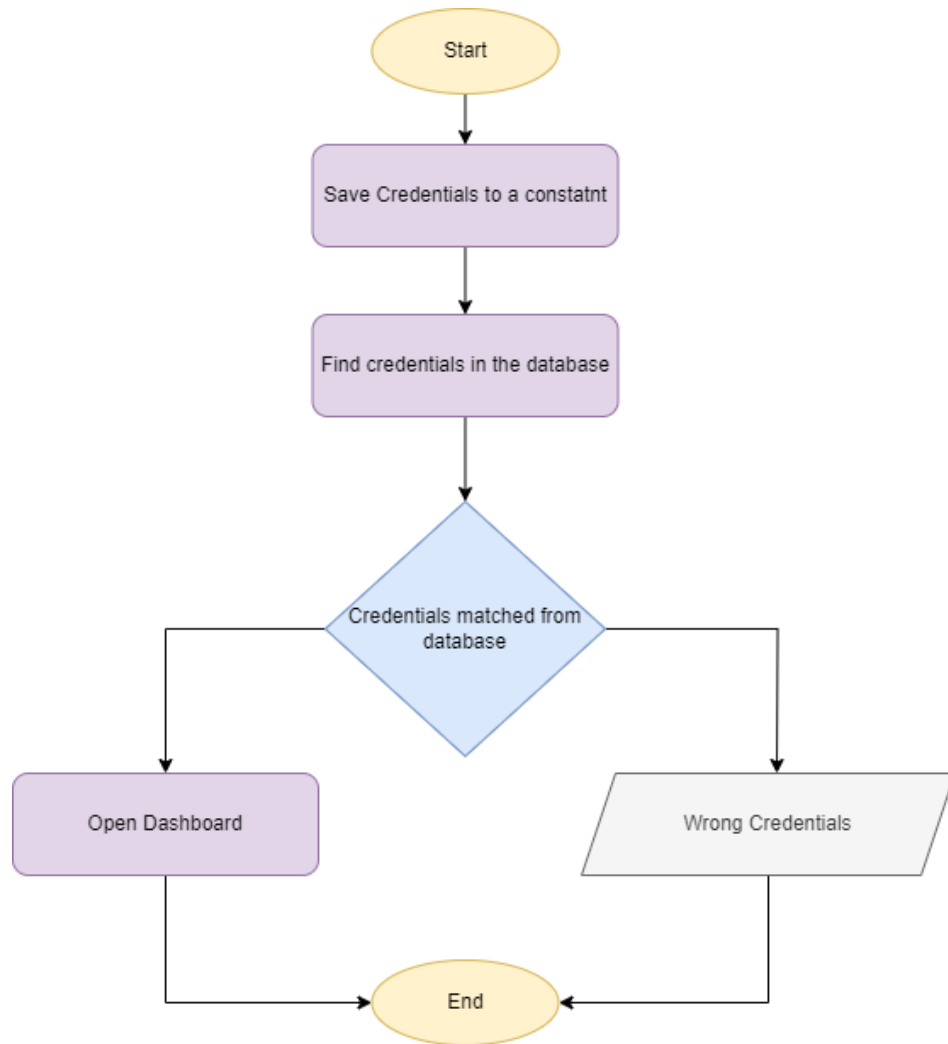 Start
Save Credentials to a constatnt
Find credentials in the database
Credentials matched from
database
Open Dashboard
Wrong Credentials
End